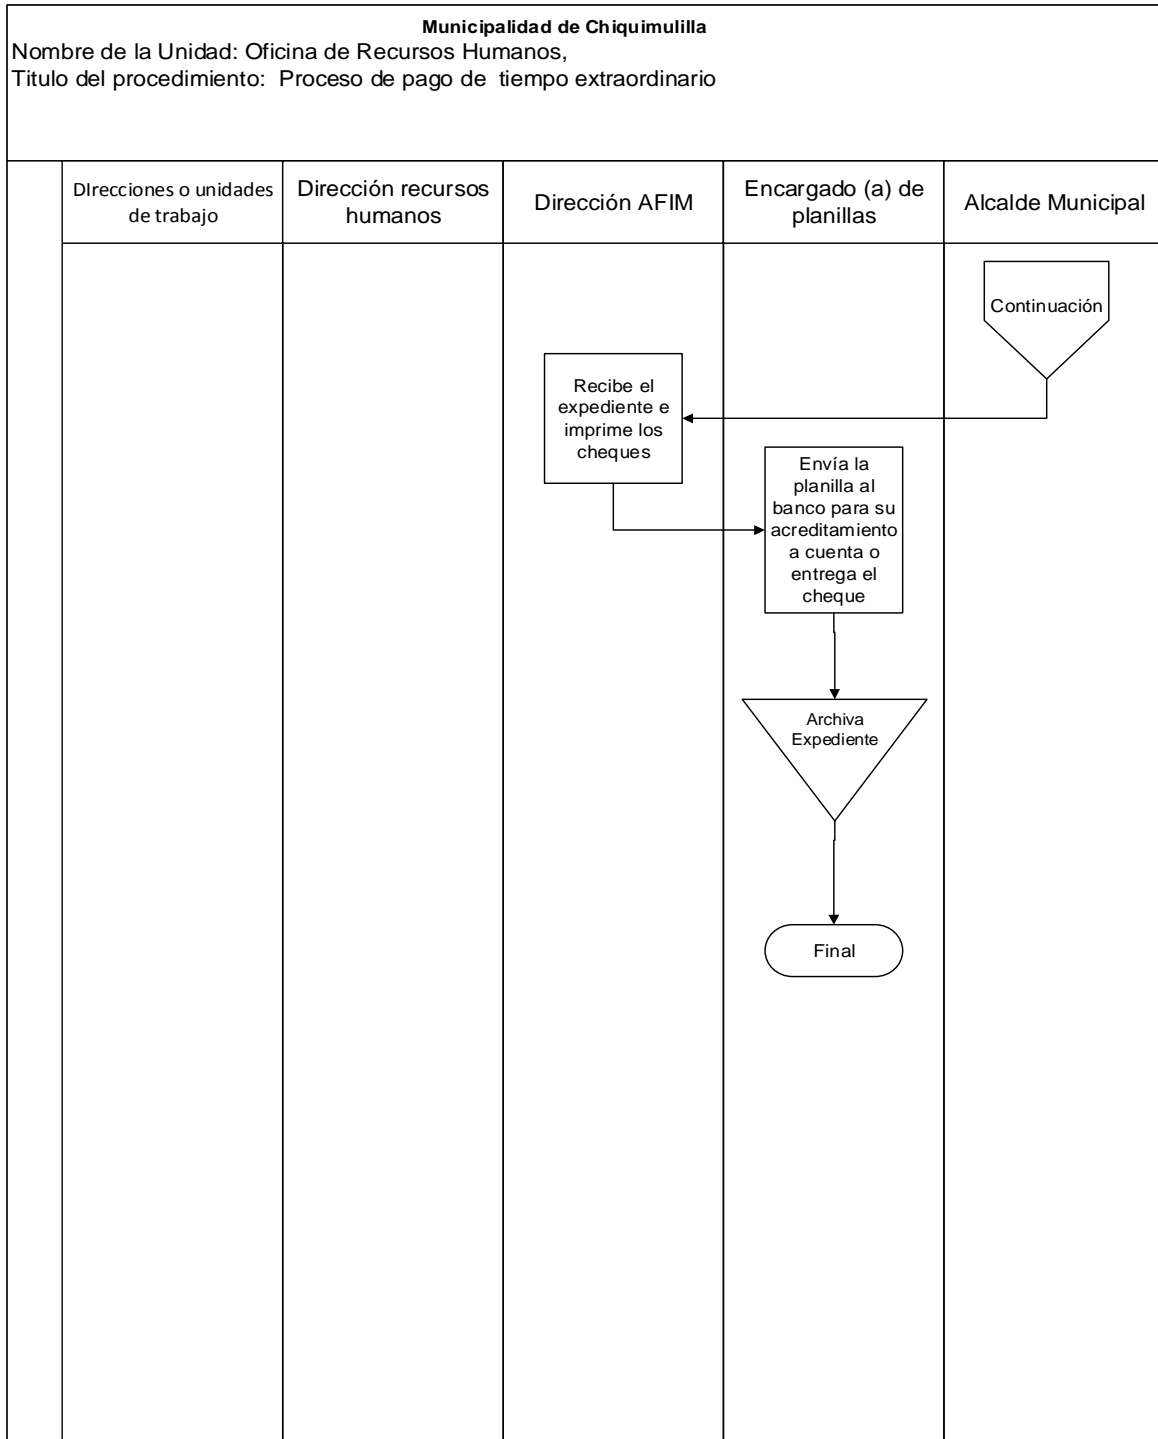 Municipalidad de Chiquimulilla
Nombre de la Unidad: Oficina de Recursos Humanos,
Titulo del procedimiento: Proceso de pago de tiempo extraordinario
DIrecciones o unidades
de trabajo
Dirección recursos
humanos
Dirección AFIM
Encargado (a) de
planillas
Alcalde Municipal
Continuación
Recibe el
expediente e
imprime los
cheques
Envía la
planilla al
banco para su
acreditamiento
a cuenta o
entrega el
cheque
Archiva
Expediente
Final